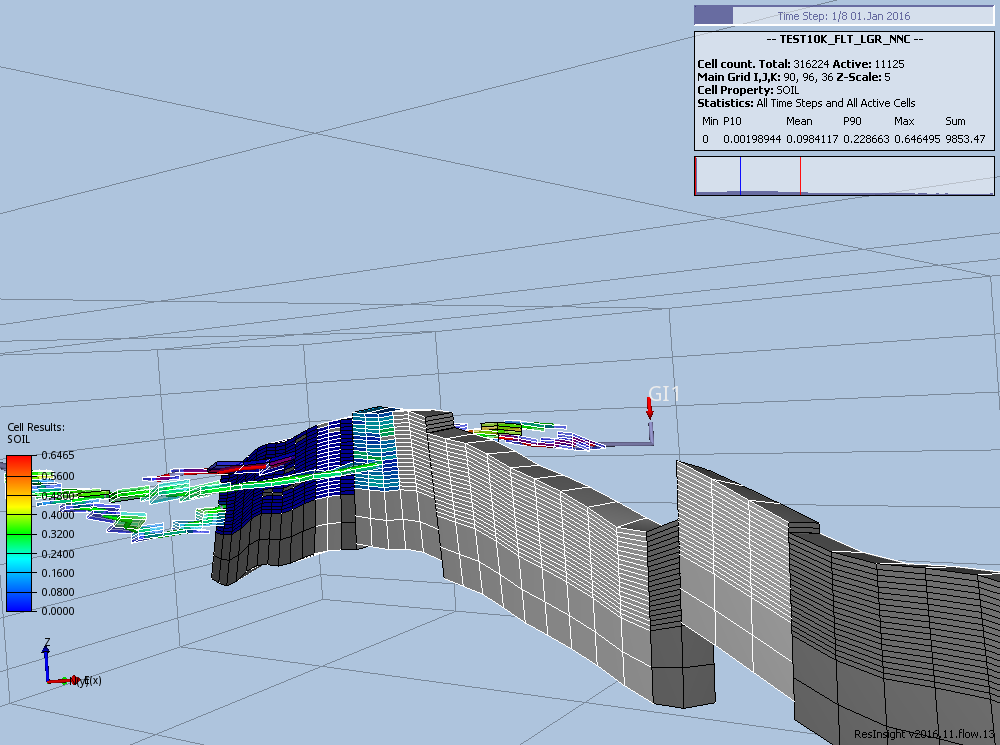 Time Step: 1/8 01.Jan 2016
-- TEST10K_FLT_LGR_NNC --
Cell count. Total: 316224 Active: 11125
Main Grid I,J,K: 90, 96, 36 Z-Scale: 5
Cell Property: SOIL
Statistics: All Time Steps and All Active Cells
Min P10 Mean P90 Max Sum
0 0.00198944 0.0984117 0.228663 0.646495 9853.47
GI1
Cell Results:
SOIL
0.6465
0.5600
0.4800
0.4000
0.3200
0.2400
0.1600
0.0800
0.0000
Z
E(x)
ResInsight v2016.11.flow.13